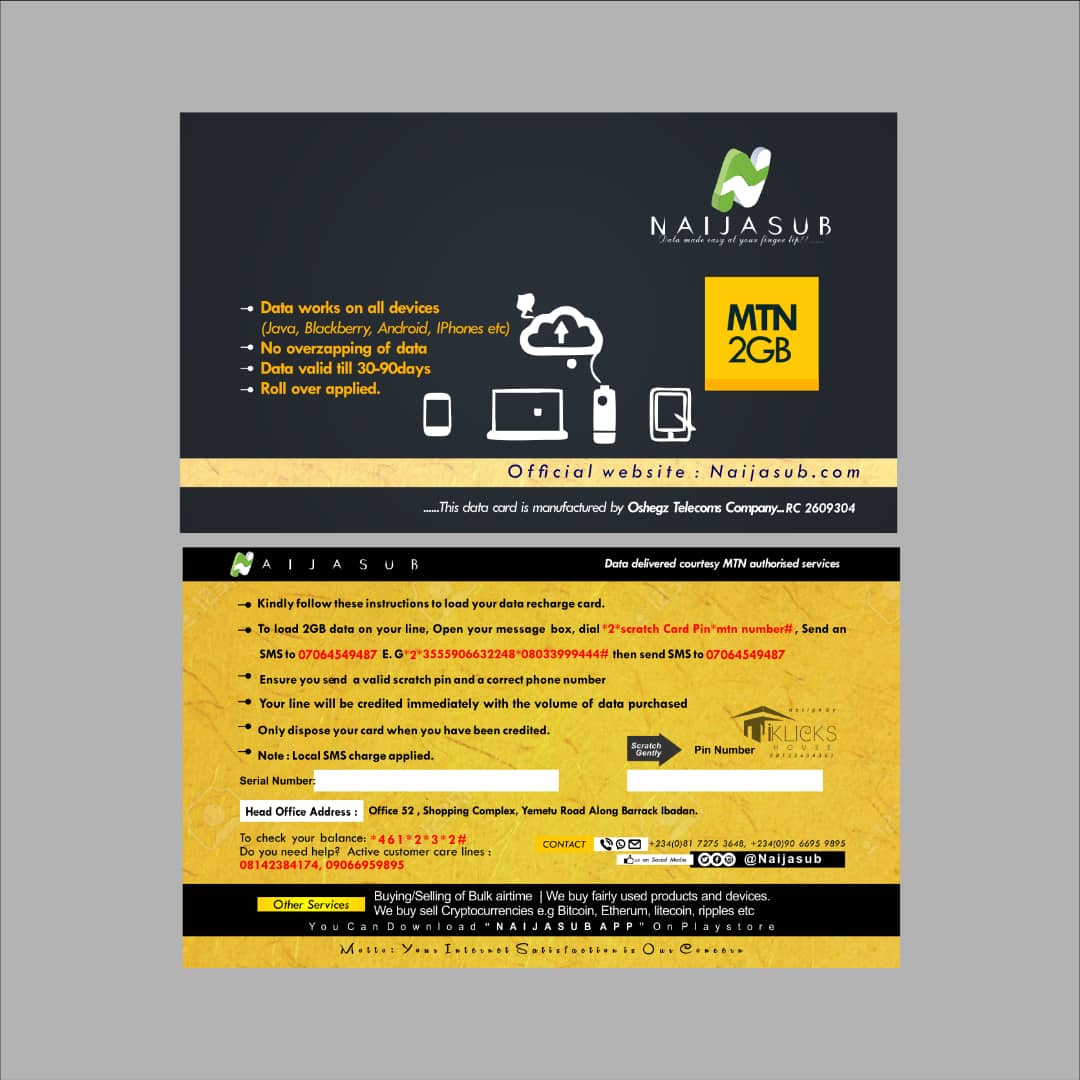 NAIJASUB
Data made easy at your finger tip!!......
Data works on all devices
(Java, Blackberry, Android, IPhones etc)
No overzapping of data
Data valid till 30-90days
Roll over applied.
MTN
2GB
Official website : Naijasub.com
......This data card is manufactured by Oshegz Telecoms Company...RC 2609304
NAIJASUB
Data delivered courtesy MTN authorised services
Kindly follow these instructions to load your data recharge card.
To load 2GB data on your line, Open your message box, dial *2*scratch Card Pin*mtn number# , Send an
SMS to 07064549487 E. G*2*3555906632248*08033999444# then send SMS to 07064549487
Ensure you send a valid scratch pin and a correct phone number
Your line will be credited immediately with the volume of data purchased
Only dispose your card when you have been credited.
Note : Local SMS charge applied.
design by
iKLICKS
HOUSE
Scratch
Gently
Pin Number
Serial Number:
Head Office Address :
Office 52 , Shopping Complex, Yemetu Road Along Barrack Ibadan.
To check your balance: *461*2*3*2#
Do you need help? Active customer care lines :
08142384174, 09066959895
CONTACT
+234(0)81 7275 3648, +234(0)90 6695 9895
us on Social Media
@Naijasub
Other Services
Buying/Selling of Bulk airtime | We buy fairly used products and devices.
We buy sell Cryptocurrencies e.g Bitcoin, Etherum, litecoin, ripples etc
You Can Download "NAIJASUB APP" On Playstore
Motto: Your Internet Satisfaction is Our Concern